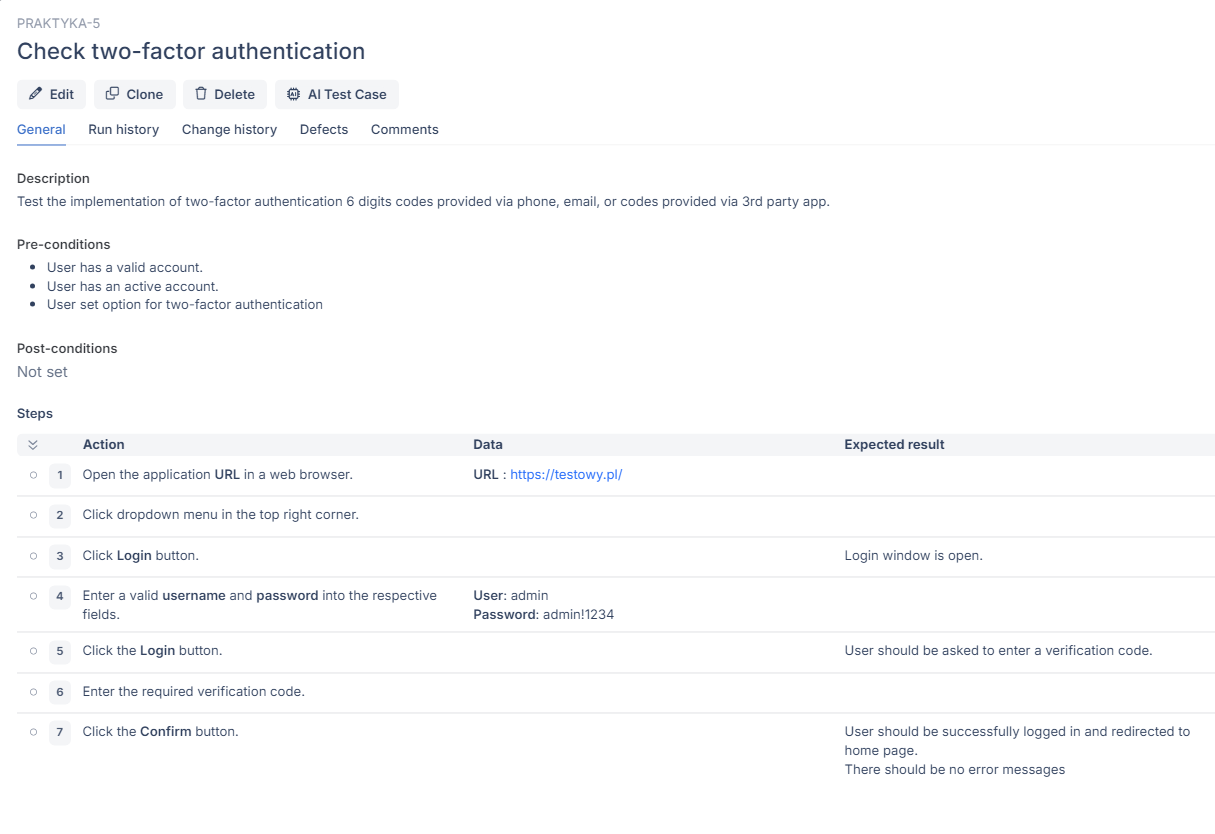 PRAKTYKA-5
Check two-factor authentication
Edit Clone Delete AI Test Case
General Run history Change history Defects Comments
Description
Test the implementation of two-factor authentication 6 digits codes provided via phone, email, or codes provided via 3rd party app.
Pre-conditions
User has a valid account.
User has an active account.
User set option for two-factor authentication
Post-conditions
Not set
Steps
Action Data Expected result
1 Open the application URL in a web browser. URL : https://testowy.pl/
2 Click dropdown menu in the top right corner.
3 Click Login button. Login window is open.
4 Enter a valid username and password into the respective User: admin
fields. Password: admin!1234
5 Click the Login button. User should be asked to enter a verification code.
6 Enter the required verification code.
7 Click the Confirm button. User should be successfully logged in and redirected to
home page.
There should be no error messages